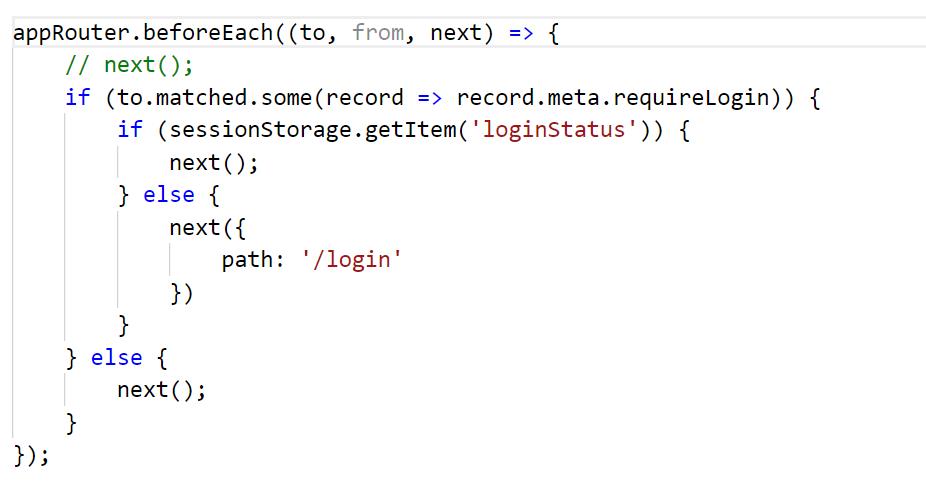 appRouter.beforeEach((to, from, next) => {
    // next();
    if (to.matched.some(record => record.meta.requireLogin)) {
        if (sessionStorage.getItem('loginStatus')) {
            next();
        } else {
            next({
                path: '/login'
            })
        }
    } else {
        next();
    }
});